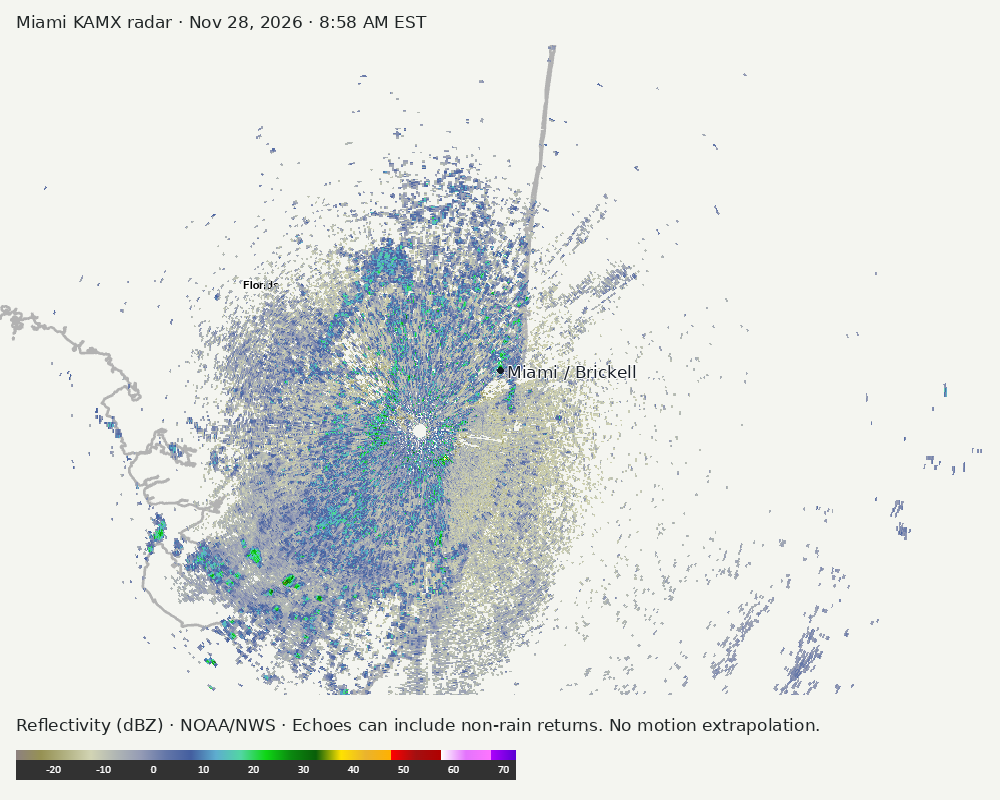 Miami KAMX radar · Nov 28, 2026 · 8:58 AM EST
Florida
Miami / Brickell
Reflectivity (dBZ) · NOAA/NWS · Echoes can include non-rain returns. No motion extrapolation.
-20 -10 0 10 20 30 40 50 60 70